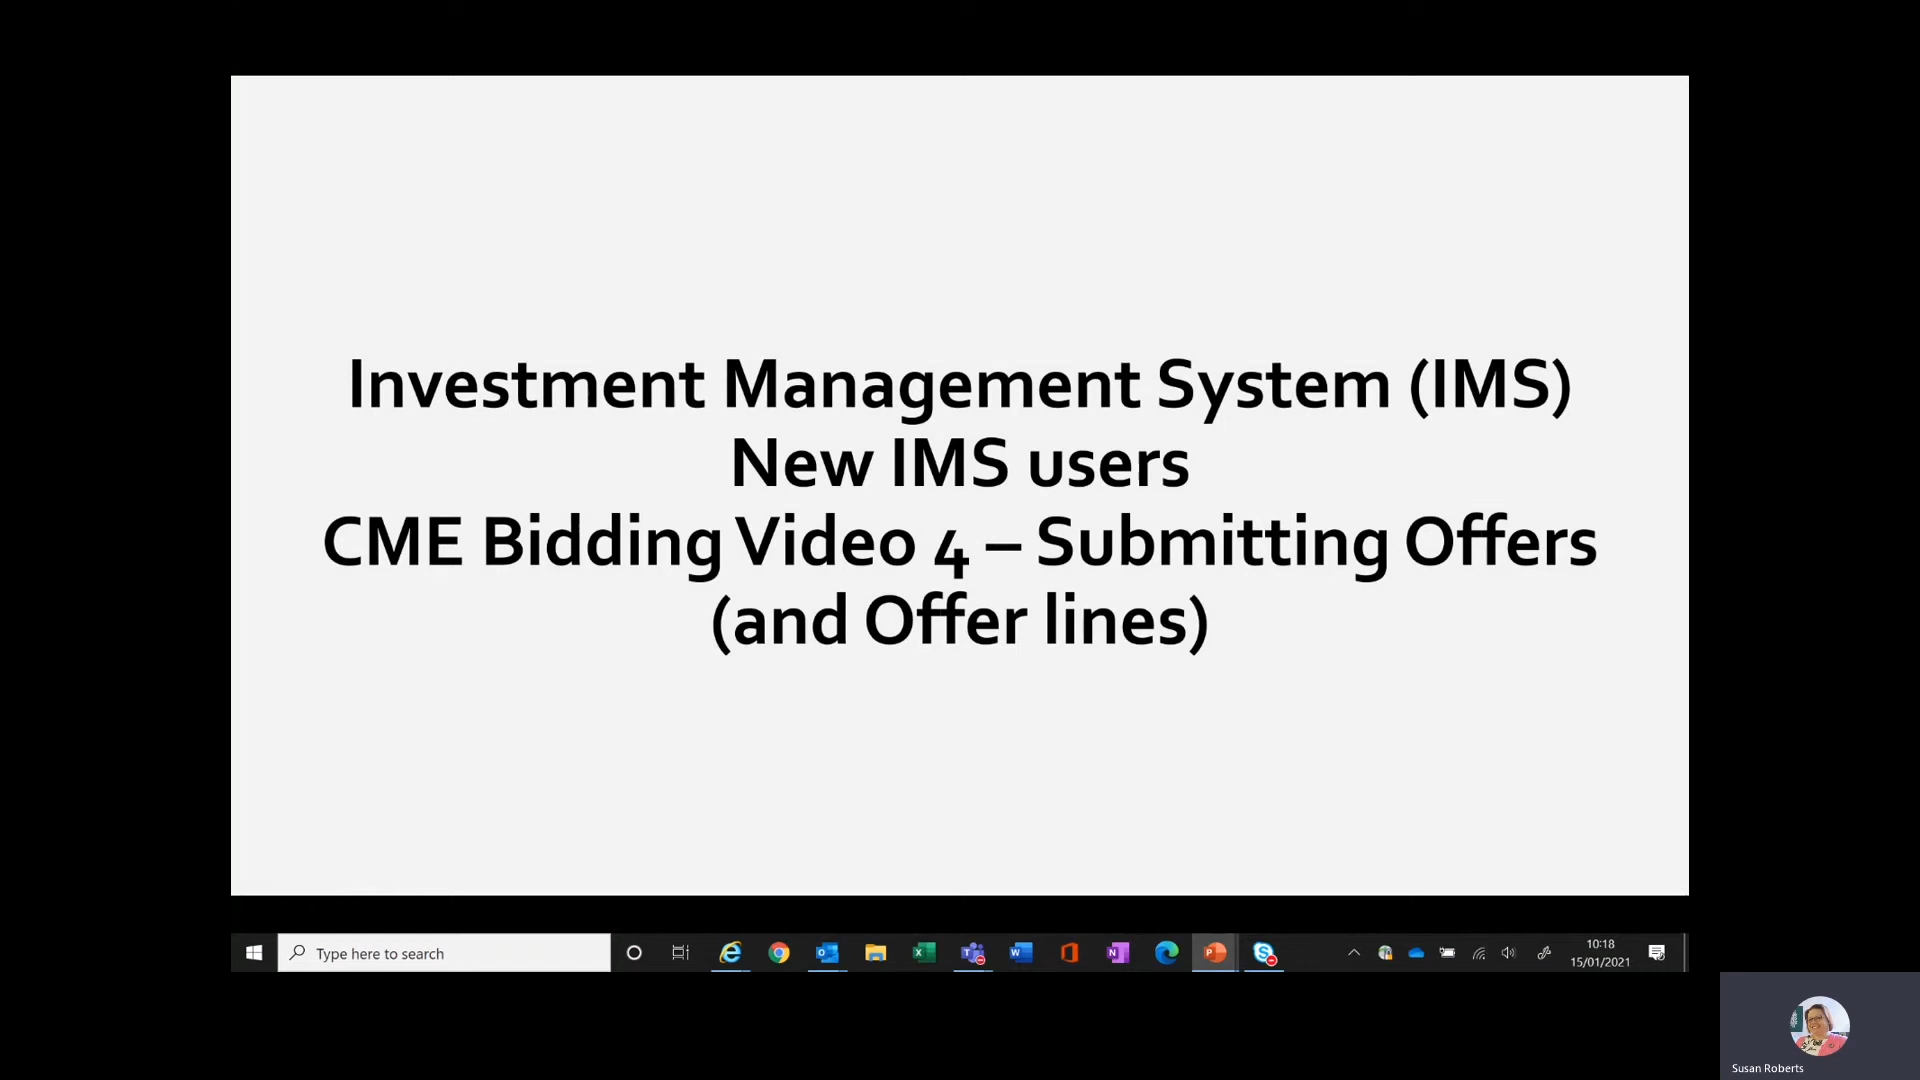 Investment Management System (IMS)
New IMS users
CME Bidding Video 4 – Submitting Offers
(and Offer lines)
Type here to search
10:18
15/01/2021
Susan Roberts